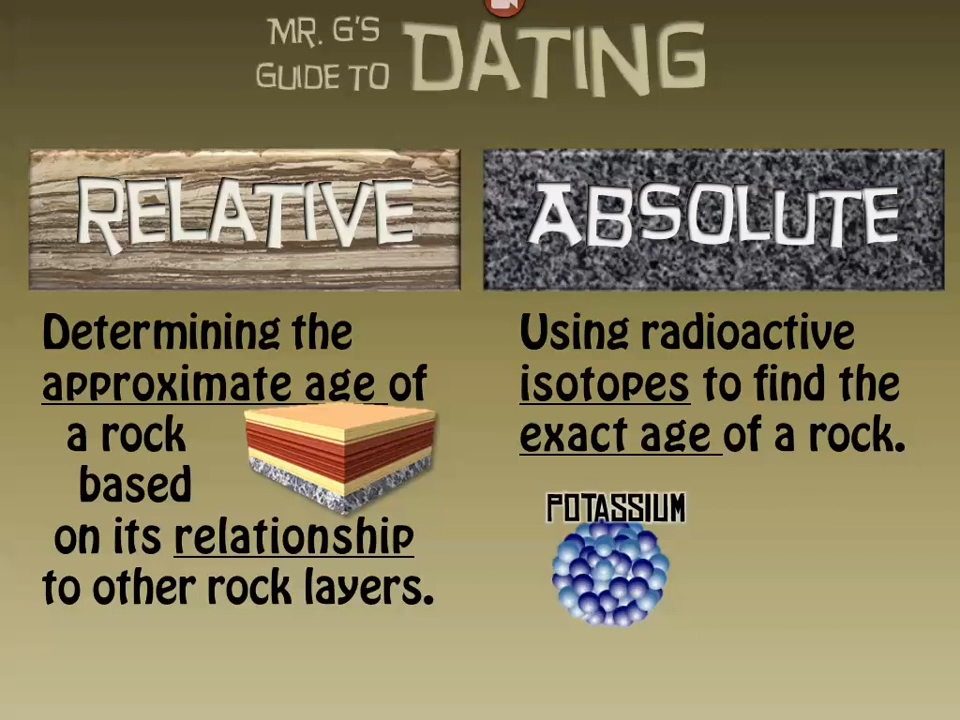 MR. G'S
GUIDE TO DATING
RELATIVE
Determining the
approximate age of
a rock
based
on its relationship
to other rock layers.
ABSOLUTE
Using radioactive
isotopes to find the
exact age of a rock.
POTASSIUM